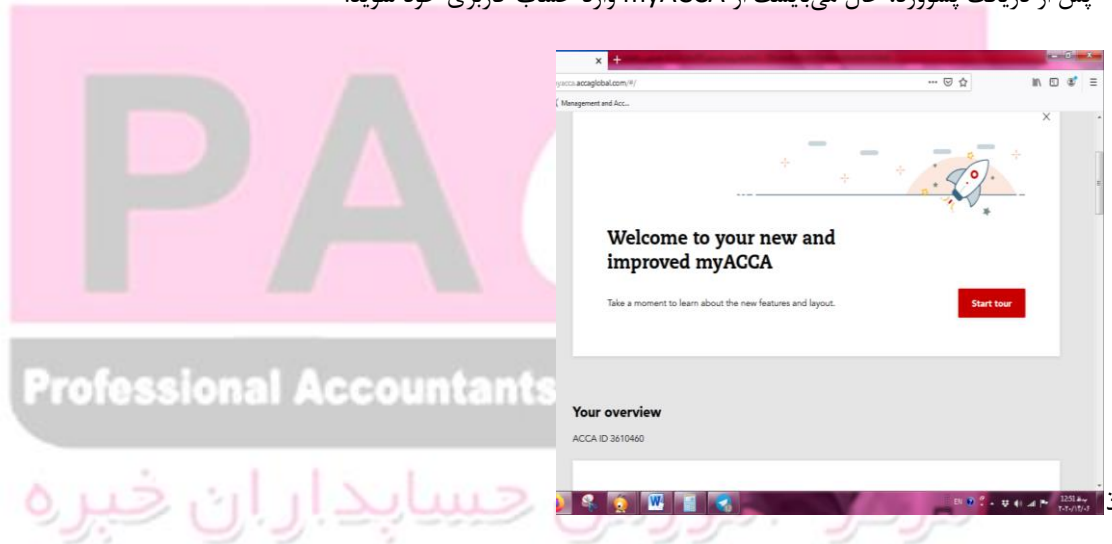 پس از دریافت پسوورد، حال می‌بایست از myACCA وارد حساب کاربری خود شوید.
PA
Professional Accountants
حسابداران خبره
myacca.accaglobal.com/#/
Management and Acc...
Welcome to your new and
improved myACCA
Take a moment to learn about the new features and layout.
Start tour
Your overview
ACCA ID 3610460
EN
12:51